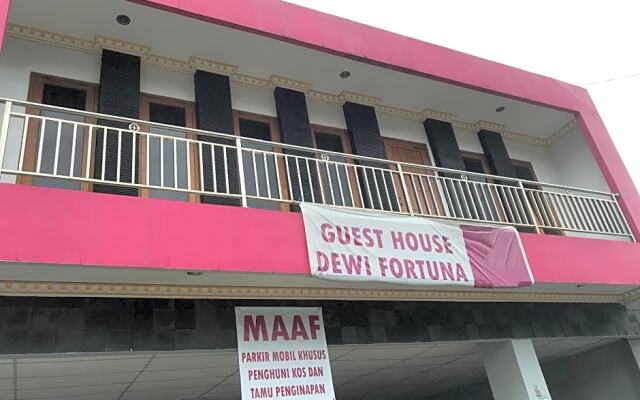 GUEST HOUSE
DEWI FORTUNA
MAAF
PARKIR MOBIL KHUSUS
PENGHUNI KOS DAN
TAMU PENGINAPAN